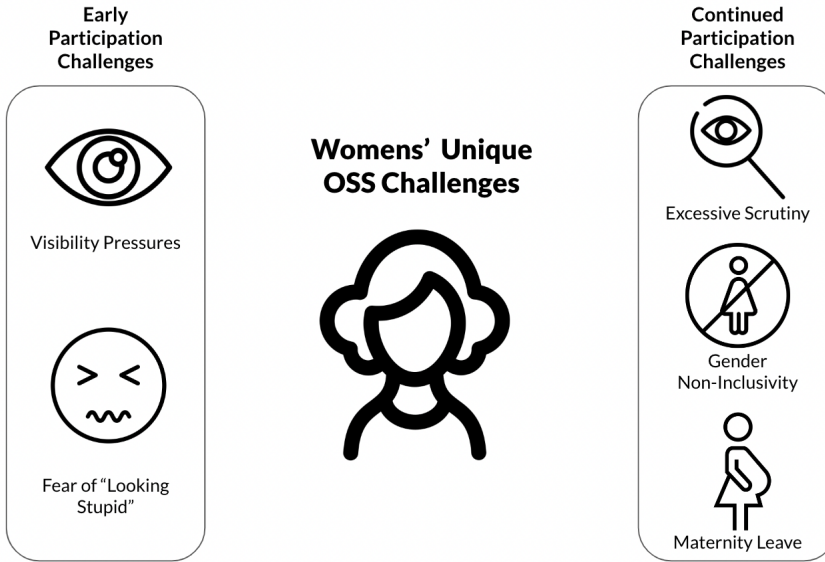 Early
Participation
Challenges
Visibility Pressures
Fear of “Looking
Stupid”
Womens’ Unique
OSS Challenges
Continued
Participation
Challenges
Excessive Scrutiny
Gender
Non-Inclusivity
Maternity Leave